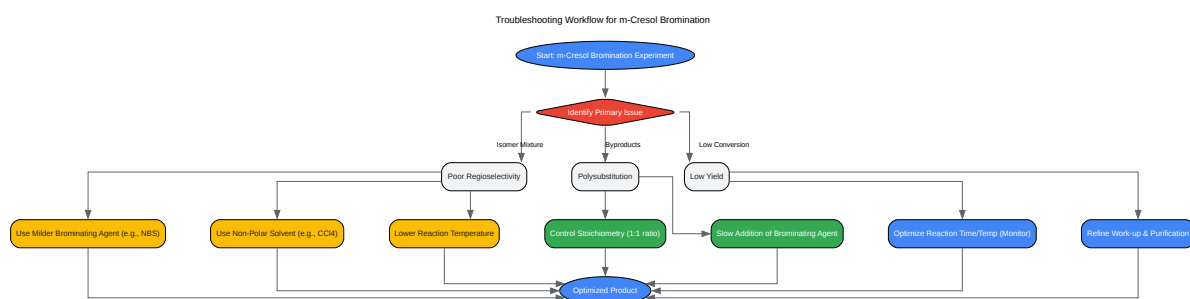 Troubleshooting Workflow for m-Cresol Bromination
Start: m-Cresol Bromination Experiment
Identify Primary Issue
Isomer Mixture
Byproducts
Low Conversion
Poor Regioselectivity
Polysubstitution
Low Yield
Use Milder Brominating Agent (e.g., NBS)
Use Non-Polar Solvent (e.g., CCl4)
Lower Reaction Temperature
Control Stoichiometry (1:1 ratio)
Slow Addition of Brominating Agent
Optimize Reaction Time/Temp (Monitor)
Refine Work-up & Purification
Optimized Product